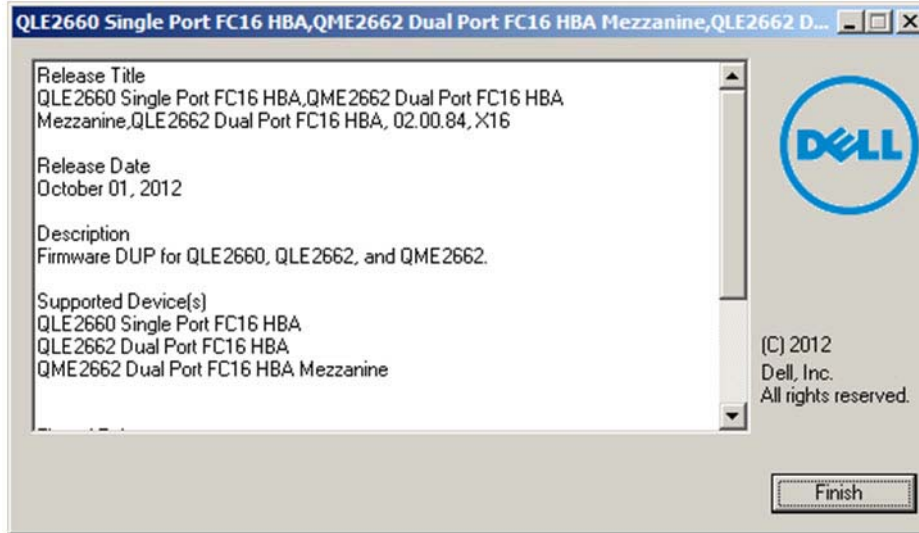 QLE2660 Single Port FC16 HBA,QME2662 Dual Port FC16 HBA Mezzanine,QLE2662 D...
Release Title
QLE2660 Single Port FC16 HBA,QME2662 Dual Port FC16 HBA
Mezzanine,QLE2662 Dual Port FC16 HBA, 02.00.84, X16
Release Date
October 01, 2012
Description
Firmware DUP for QLE2660, QLE2662, and QME2662.
Supported Device(s)
QLE2660 Single Port FC16 HBA
QLE2662 Dual Port FC16 HBA
QME2662 Dual Port FC16 HBA Mezzanine
DELL
(C) 2012
Dell, Inc.
All rights reserved.
Finish